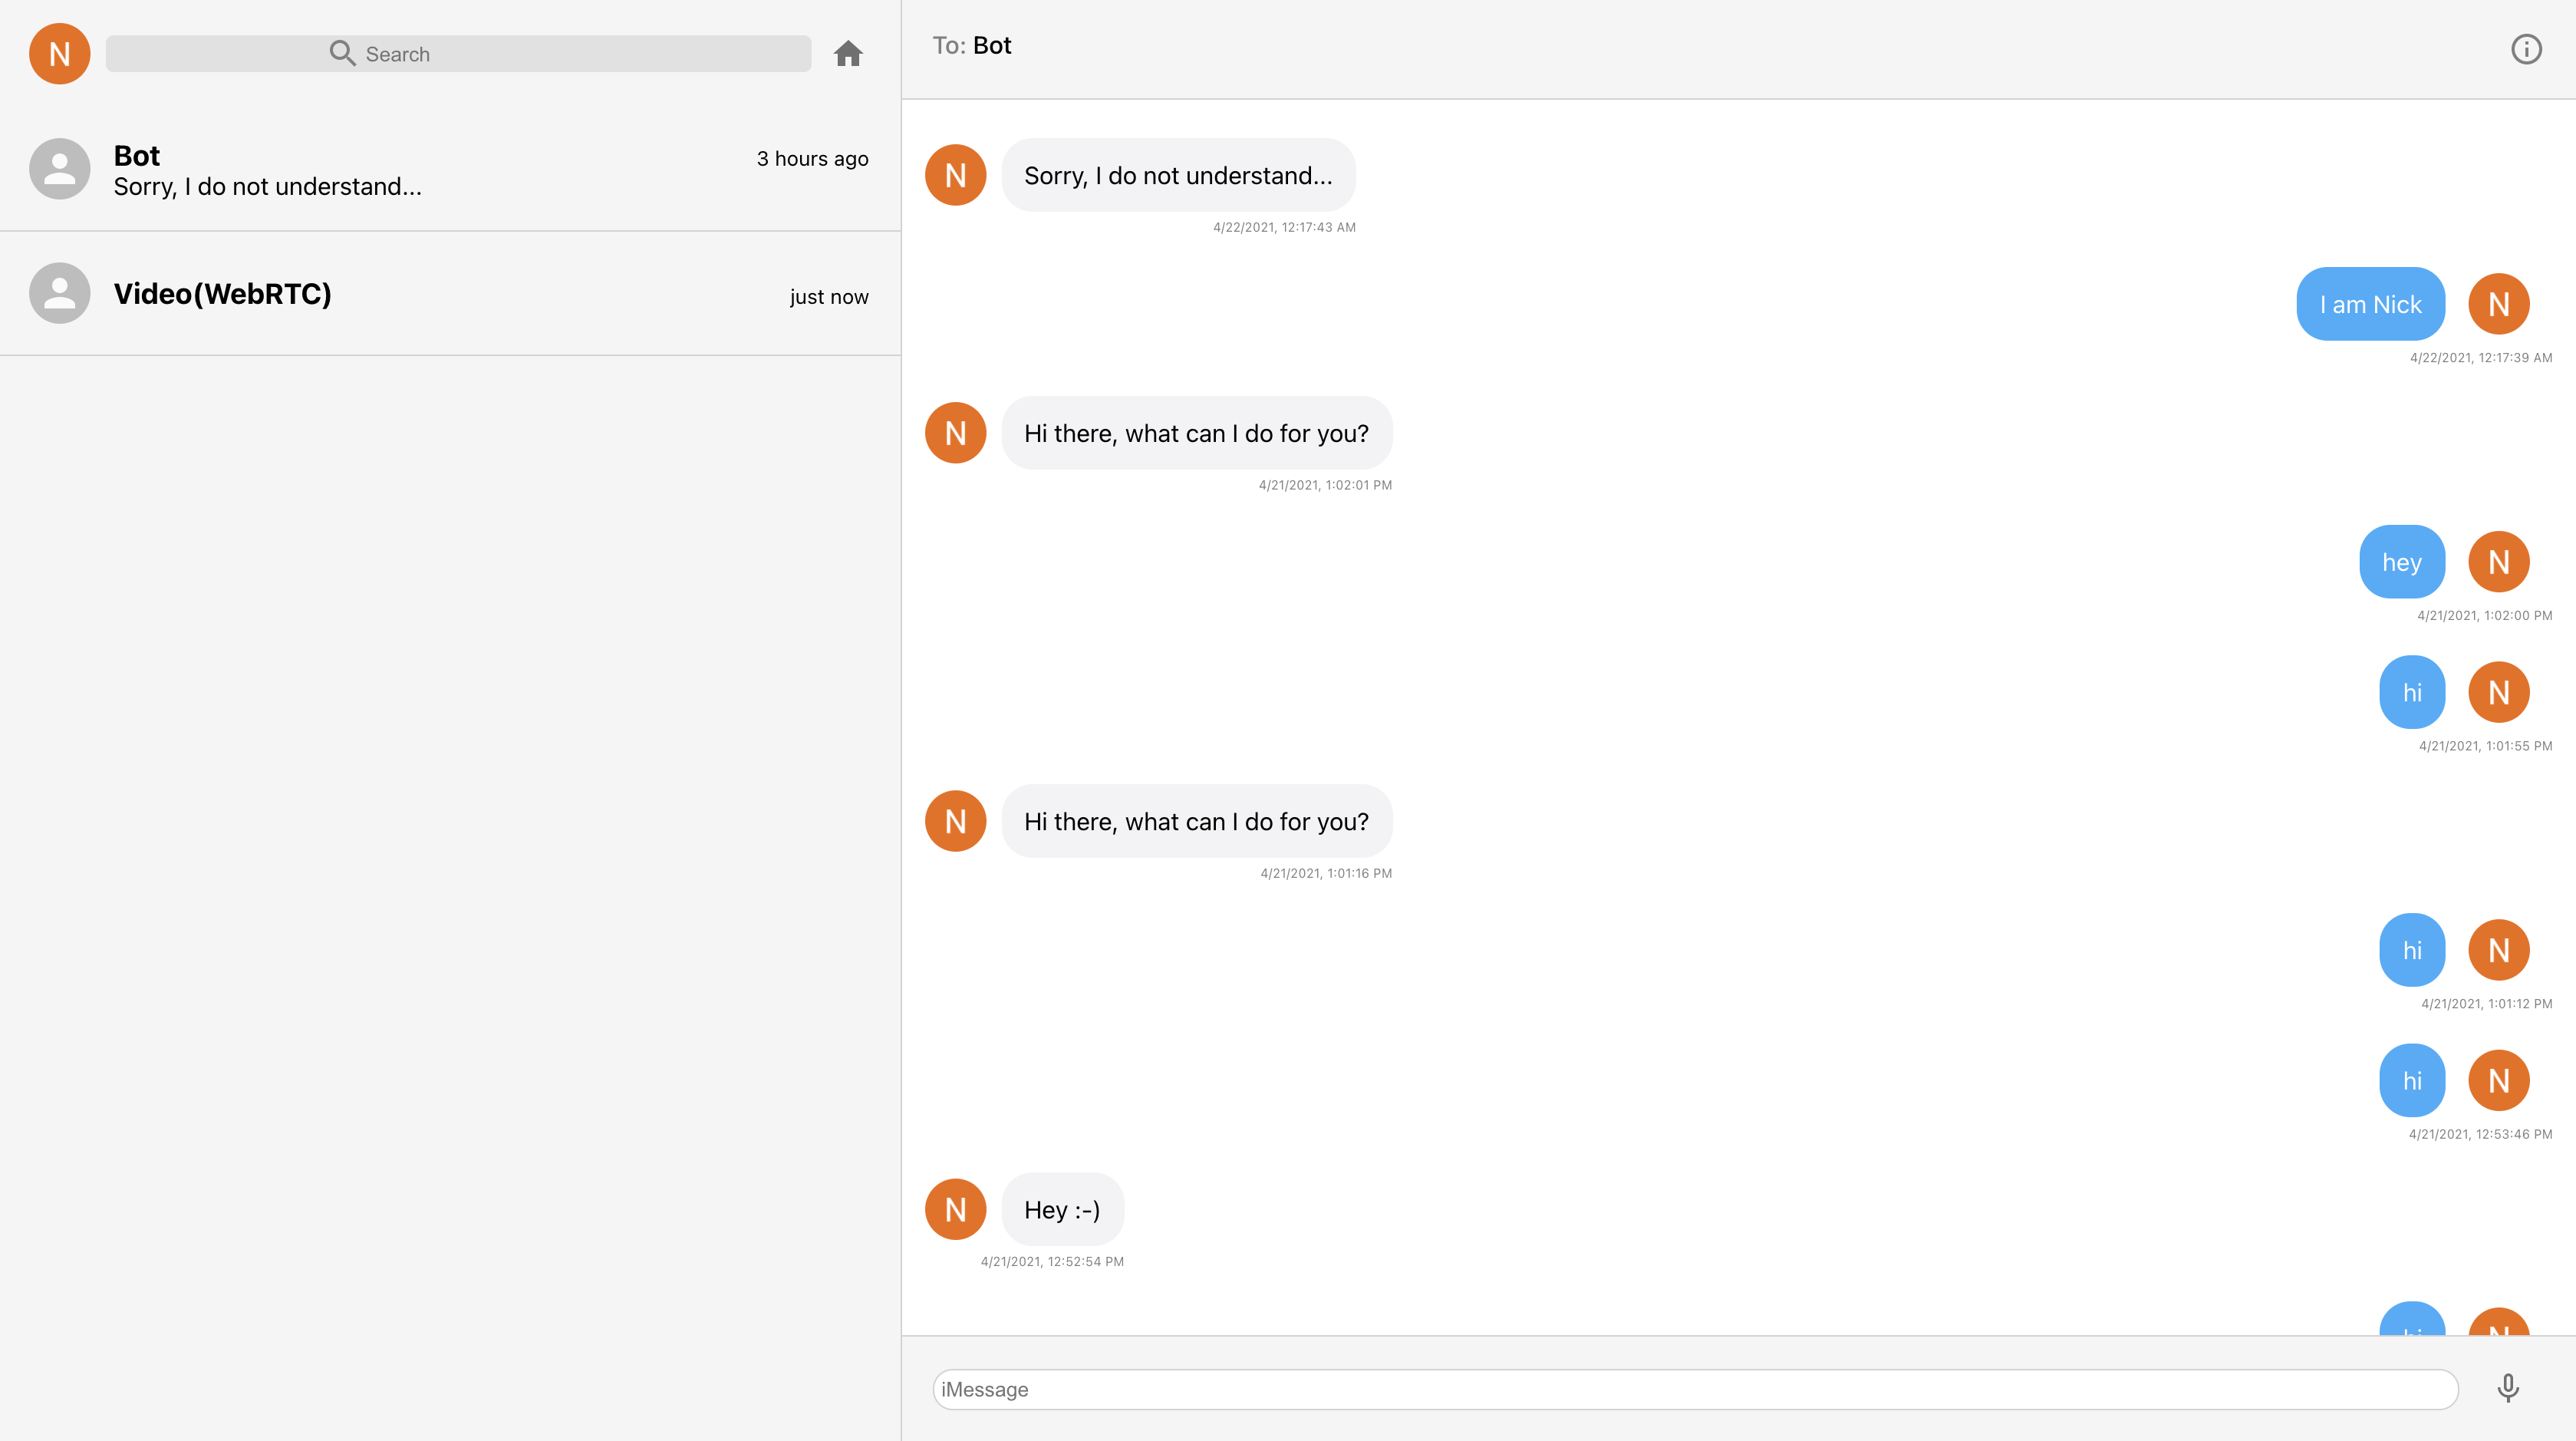 N
Search
Bot
3 hours ago
Sorry, I do not understand...
Video(WebRTC)
just now
To: Bot
N
Sorry, I do not understand...
4/22/2021, 12:17:43 AM
I am Nick
N
4/22/2021, 12:17:39 AM
N
Hi there, what can I do for you?
4/21/2021, 1:02:01 PM
hey
N
4/21/2021, 1:02:00 PM
hi
N
4/21/2021, 1:01:55 PM
N
Hi there, what can I do for you?
4/21/2021, 1:01:16 PM
hi
N
4/21/2021, 1:01:12 PM
hi
N
4/21/2021, 12:53:46 PM
N
Hey :-)
4/21/2021, 12:52:54 PM
hi
N
iMessage